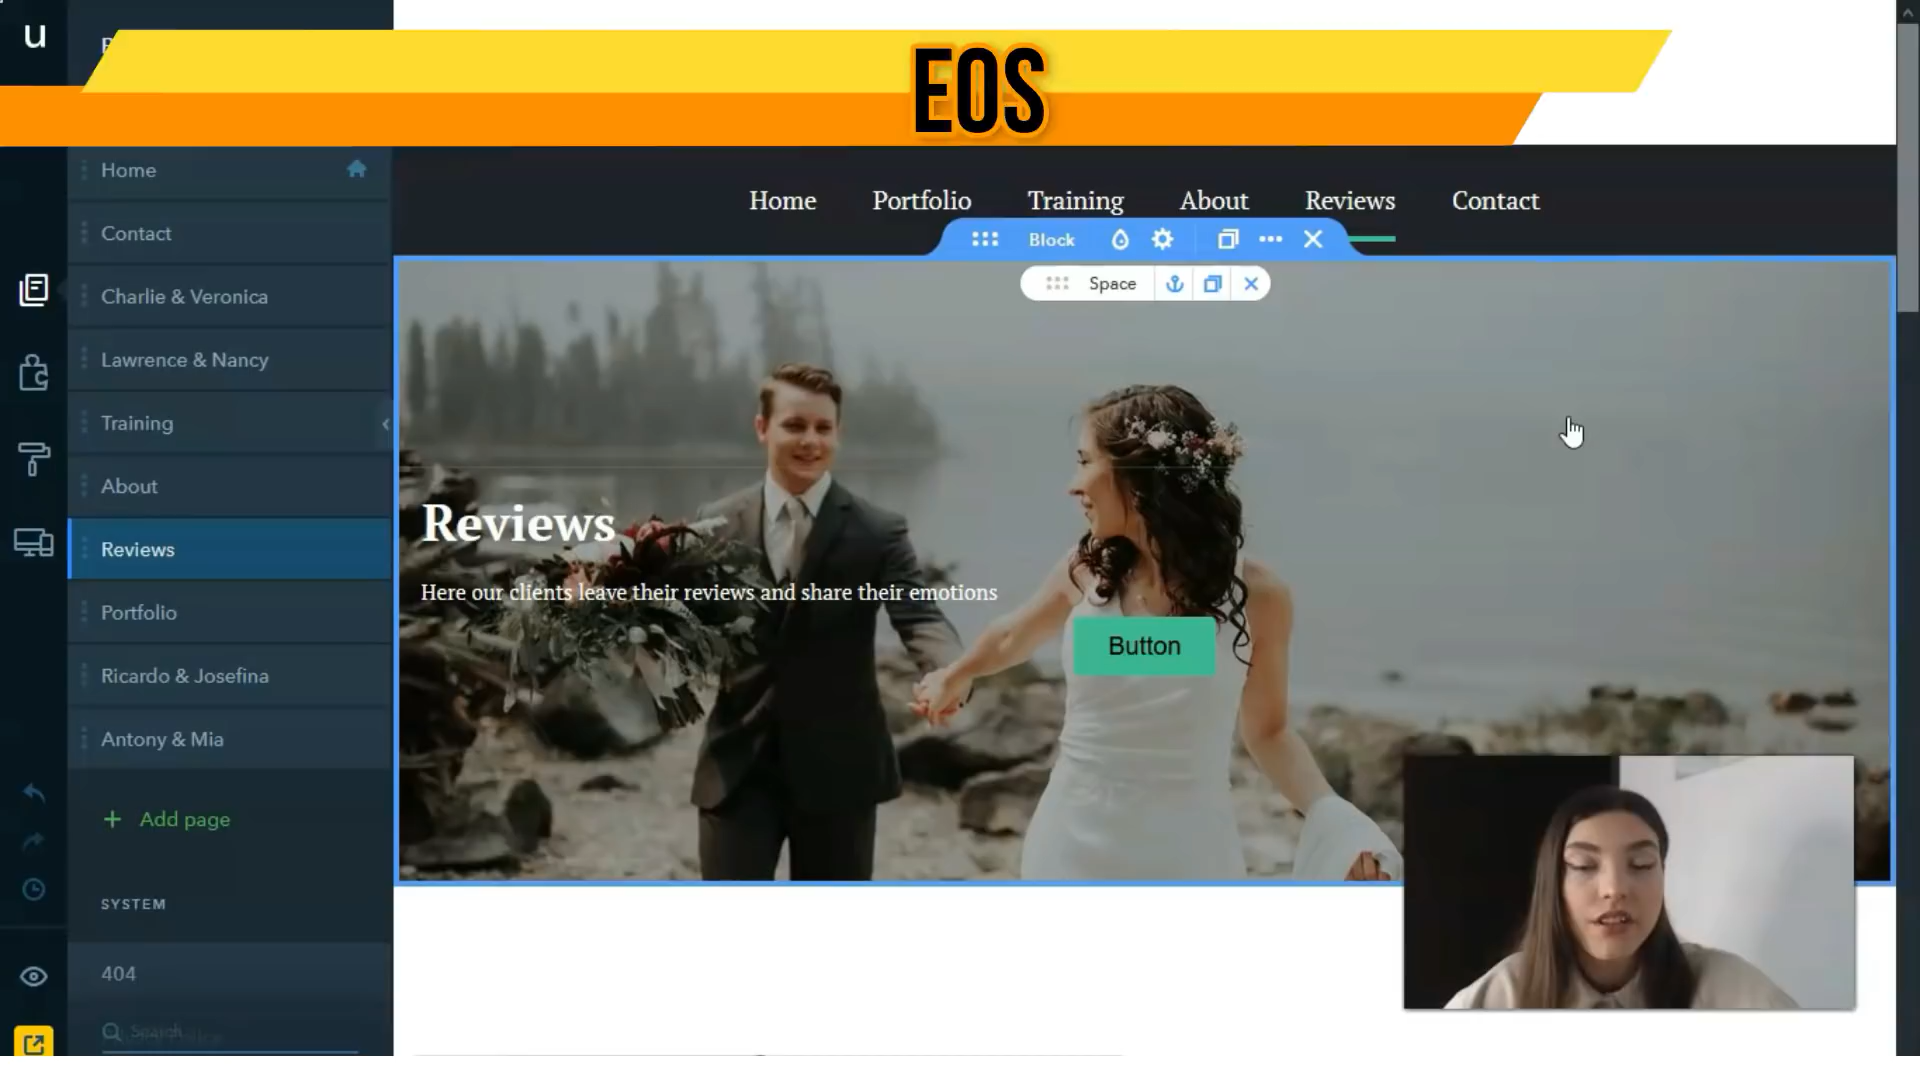 u
EOS
Home
Contact
Charlie & Veronica
Lawrence & Nancy
Training
About
Reviews
Portfolio
Ricardo & Josefina
Antony & Mia
+ Add page
SYSTEM
404
Search
Home Portfolio Training About Reviews Contact
Block
Space
Reviews
Here our clients leave their reviews and share their emotions
Button